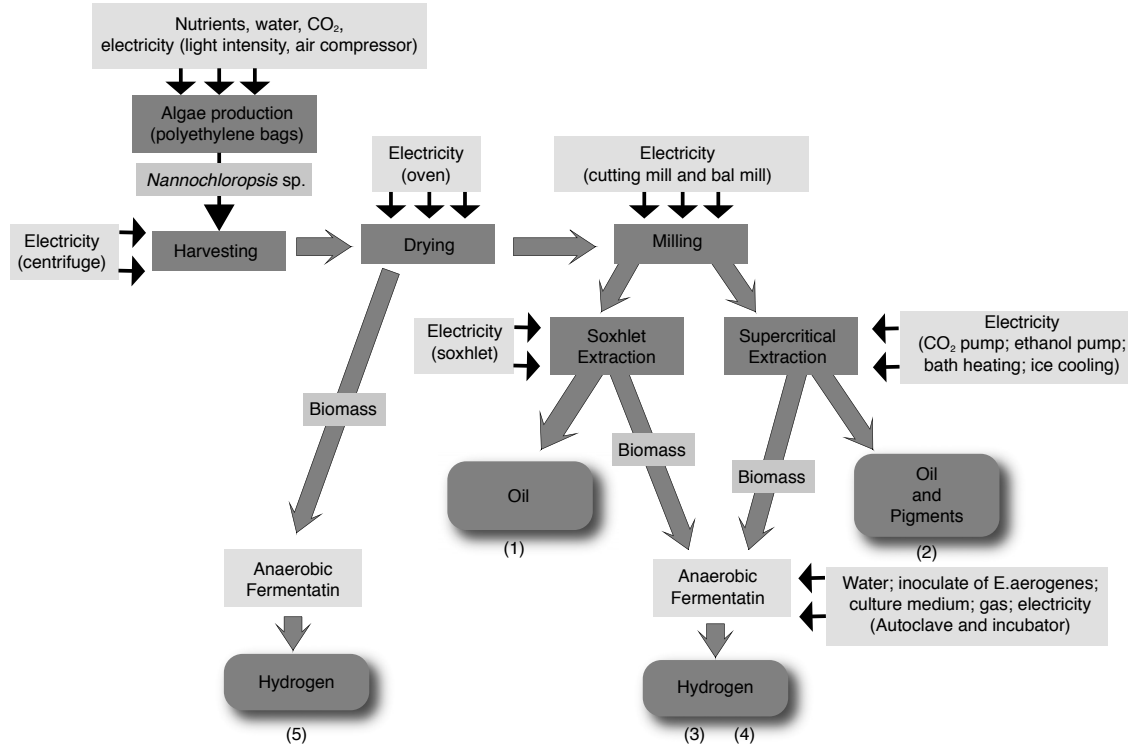 Nutrients, water, CO₂,
electricity (light intensity, air compressor)
Algae production
(polyethylene bags)
Nannochloropsis sp.
Electricity
(centrifuge)
Harvesting
Electricity
(oven)
Drying
Electricity
(cutting mill and bal mill)
Milling
Electricity
(soxhlet)
Soxhlet
Extraction
Supercritical
Extraction
Electricity
(CO₂ pump; ethanol pump;
bath heating; ice cooling)
Biomass
Biomass
Biomass
Oil
(1)
Oil
and
Pigments
(2)
Anaerobic
Fermentatin
Hydrogen
(5)
Anaerobic
Fermentatin
Water; inoculate of E.aerogenes;
culture medium; gas; electricity
(Autoclave and incubator)
Hydrogen
(3) (4)